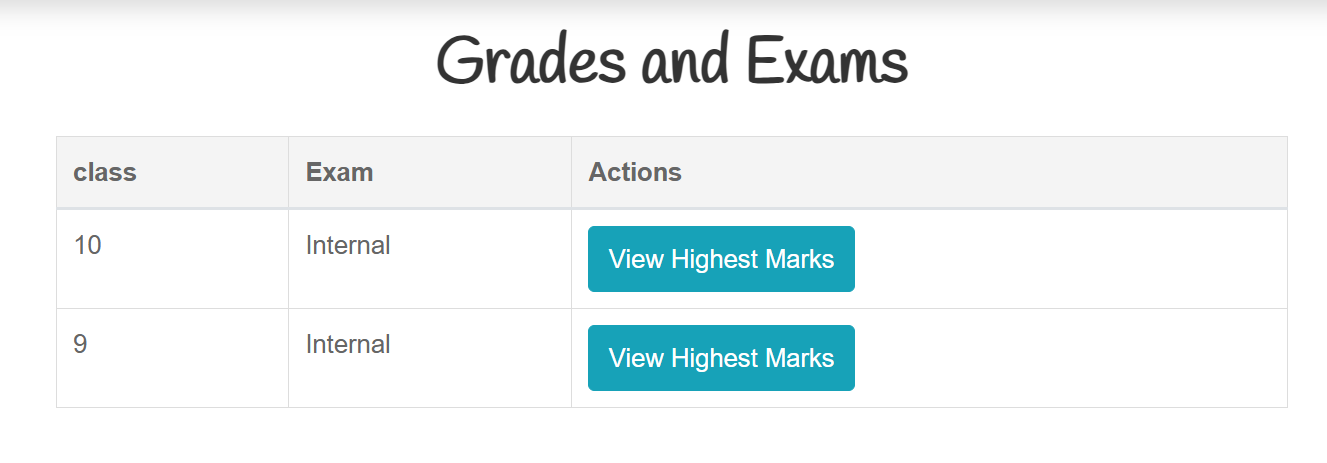 Grades and Exams
class Exam Actions
10 Internal View Highest Marks
9 Internal View Highest Marks